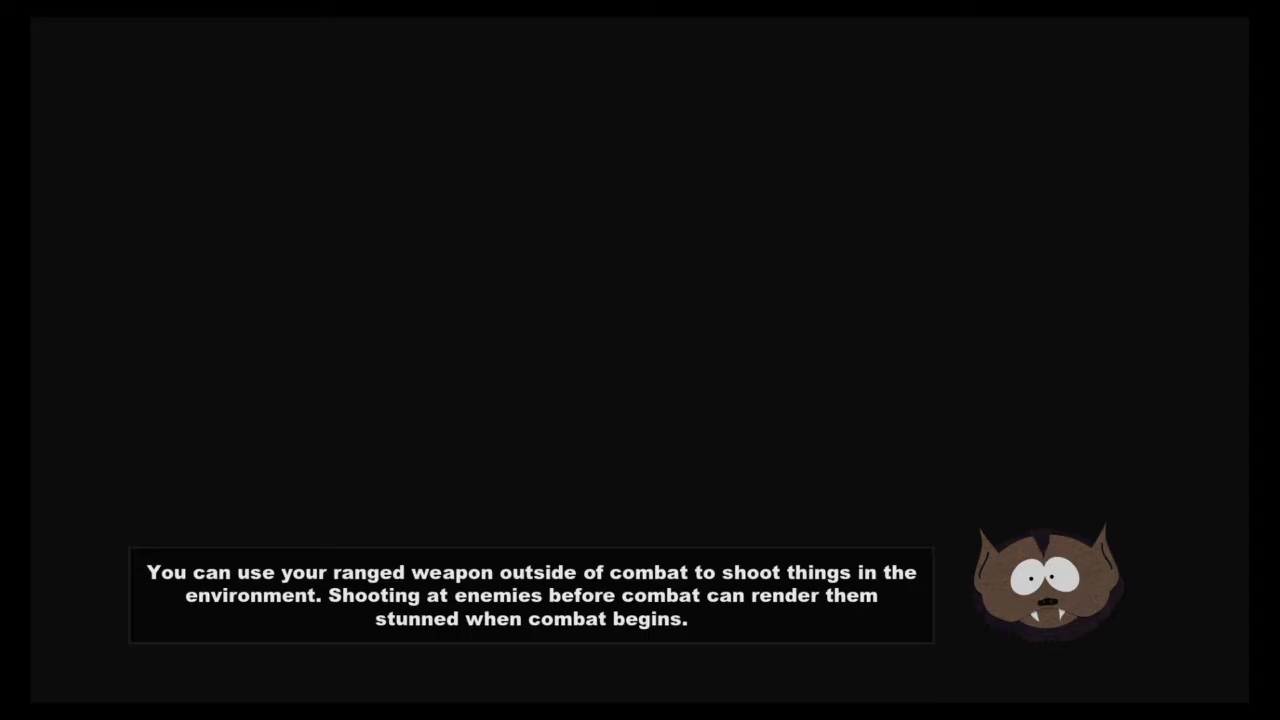 You can use your ranged weapon outside of combat to shoot things in the
environment. Shooting at enemies before combat can render them
stunned when combat begins.